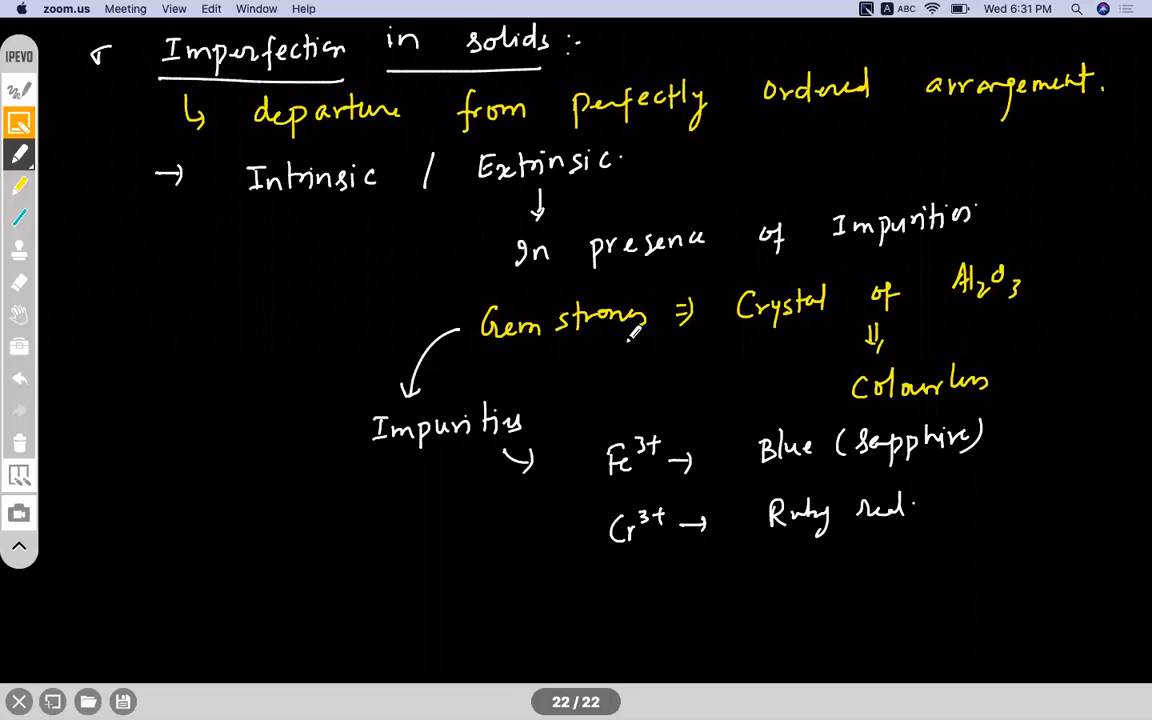 zoom.us Meeting View Edit Window Help A ABC Wed 6:31 PM
IPEVO
Imperfection in solids :-
↳ departure from perfectly ordered arrangement.
→ Intrinsic / Extrinsic.
↓
In presence of Impurities
Gem strong ⇒ Crystal of Al₂O₃
⇓
Colourless
Impurities
Fe³⁺ → Blue (Sapphire)
Cr³⁺ → Ruby red.
22 / 22